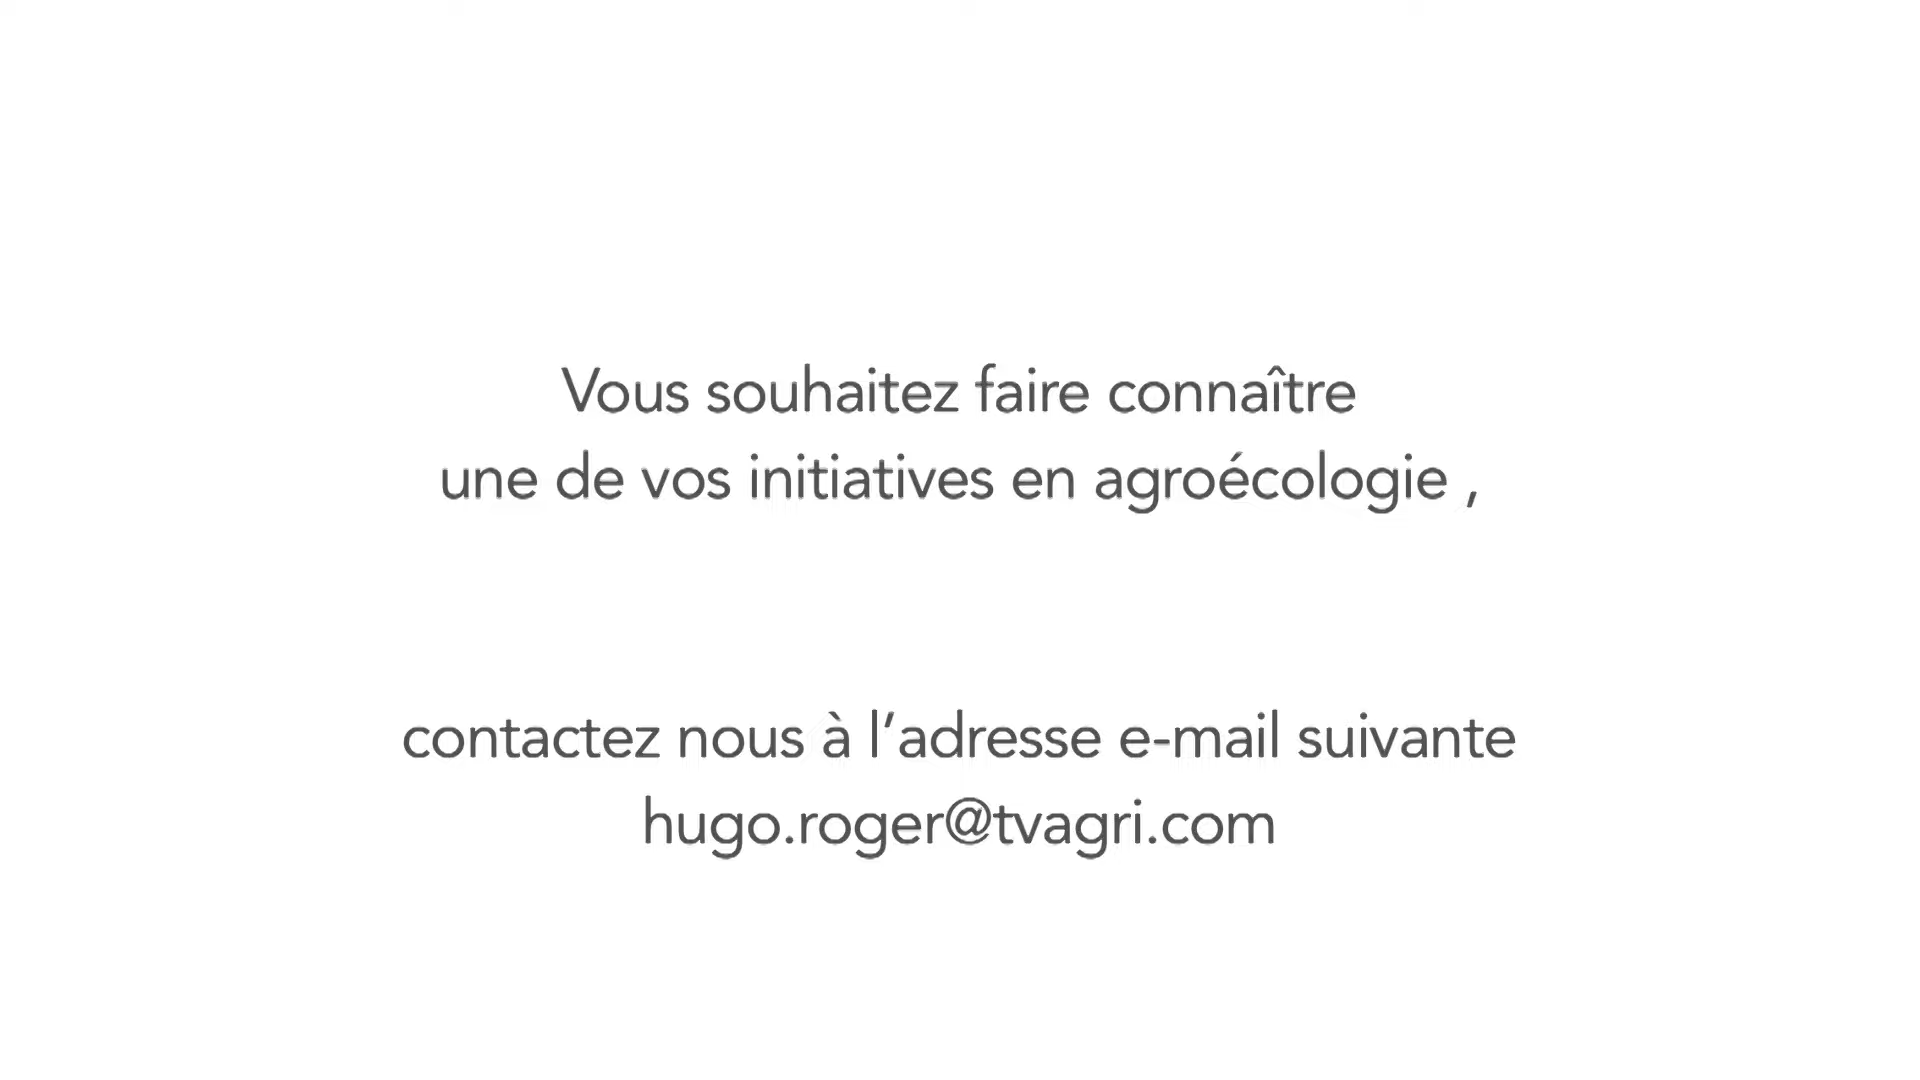 Vous souhaitez faire connaître
une de vos initiatives en agroécologie ,
contactez nous à l’adresse e-mail suivante
hugo.roger@tvagri.com